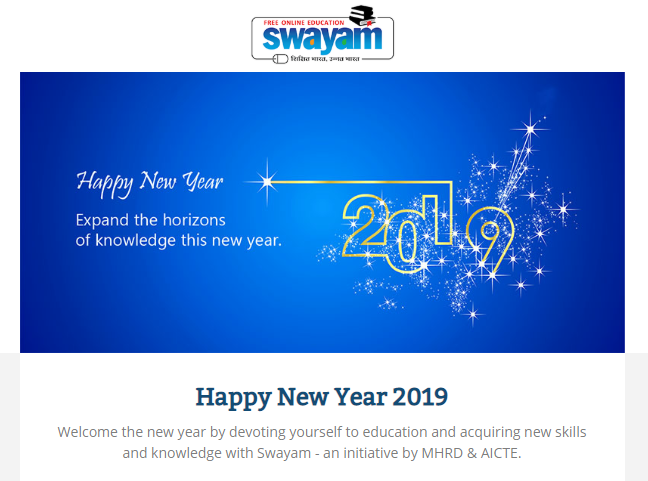 FREE ONLINE EDUCATION
swayam
शिक्षित भारत, उन्नत भारत
Happy New Year
Expand the horizons
of knowledge this new year.
2019
Happy New Year 2019
Welcome the new year by devoting yourself to education and acquiring new skills
and knowledge with Swayam - an initiative by MHRD & AICTE.